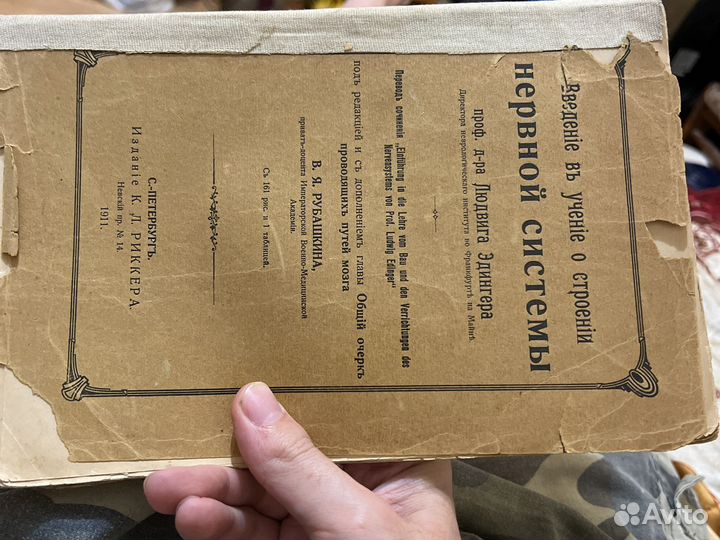 Введеніе въ ученіе о строеніи
нервной системы
проф. д-ра Людвига Эдингера
Директора неврологическаго института во Франкфуртѣ на Майнѣ.
Переводъ сочиненія „Einführung in die Lehre vom Bau und den Verrichtungen des
Nervensystems von Prof. Ludwig Edinger“
подъ редакціей и съ дополненіемъ главы Общій очеркъ
проводящихъ путей мозга
В. Я. РУБАШКИНА,
приватъ-доцента Императорской Военно-Медицинской
Академіи.
Съ 161 рис. и 1 таблицей.
С.-ПЕТЕРБУРГЪ.
Изданіе К. Л. РИККЕРА.
Невскій пр. № 14.
1911.
Avito